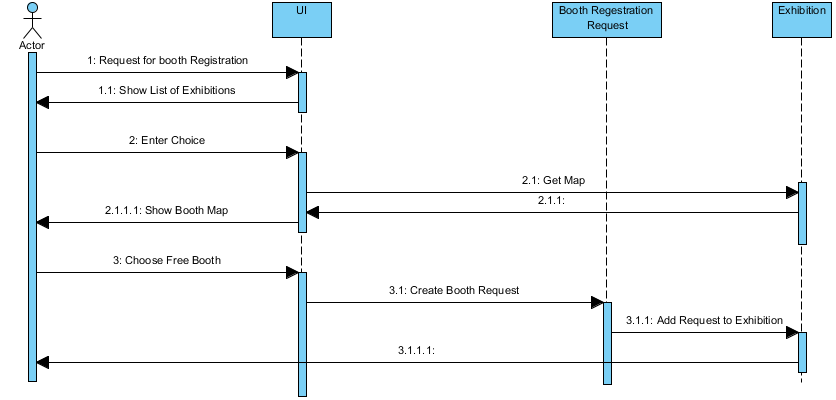 UI
Booth Regestration
Request
Exhibition
Actor
1: Request for booth Registration
1.1: Show List of Exhibitions
2: Enter Choice
2.1: Get Map
2.1.1:
2.1.1.1: Show Booth Map
3: Choose Free Booth
3.1: Create Booth Request
3.1.1: Add Request to Exhibition
3.1.1.1: